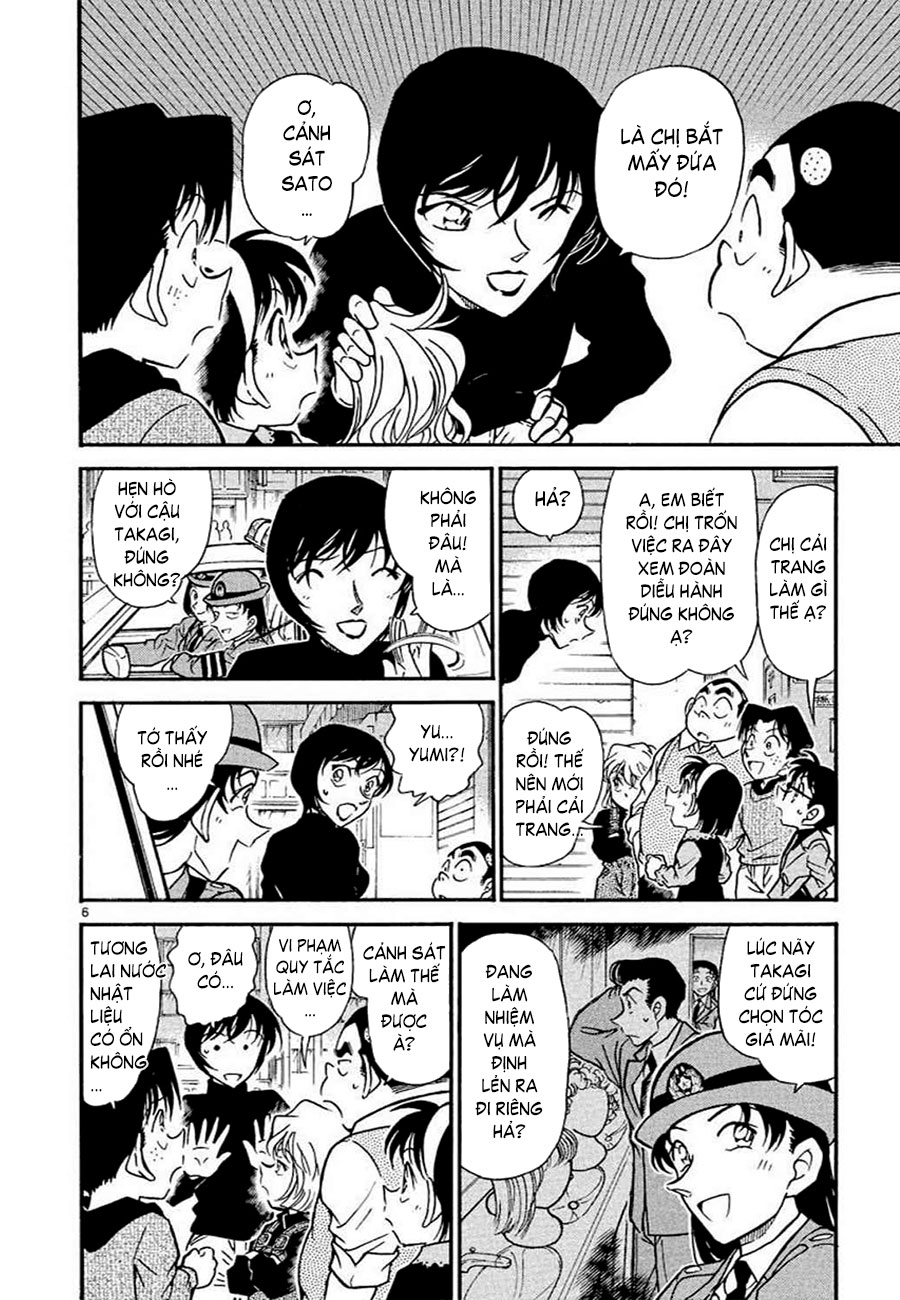 LÀ CHỊ BẮT
MẤY ĐỨA
ĐÓ!
Ơ,
CẢNH
SÁT
SATO
...
CHỊ CẢI
TRANG
LÀM GÌ
THẾ Ạ?
A, EM BIẾT
RỒI! CHỊ TRỐN
VIỆC RA ĐÂY
XEM ĐOÀN
DIỄU HÀNH
ĐÚNG KHÔNG
Ạ?
HẢ?
ĐÚNG
RỒI! THẾ
NÊN MỚI
PHẢI CẢI
TRANG...
KHÔNG
PHẢI
ĐÂU!
MÀ
LÀ...
HẸN HÒ
VỚI CẬU
TAKAGI,
ĐÚNG
KHÔNG?
YU...
YUMI?!
TỚ THẤY
RỒI NHÉ
...
6
LÚC NÃY
TAKAGI
CỨ ĐỨNG
CHỌN TÓC
GIẢ MÃI!
ĐANG
LÀM
NHIỆM
VỤ MÀ
ĐỊNH
LẺN RA
ĐI RIÊNG
HẢ?
CẢNH SÁT
LÀM THẾ
MÀ
ĐƯỢC
À?
VI PHẠM
QUY TẮC
LÀM VIỆC
...
Ơ, ĐÂU
CÓ...
TƯƠNG
LAI NƯỚC
NHẬT
LIỆU
CÓ ỔN
KHÔNG
...